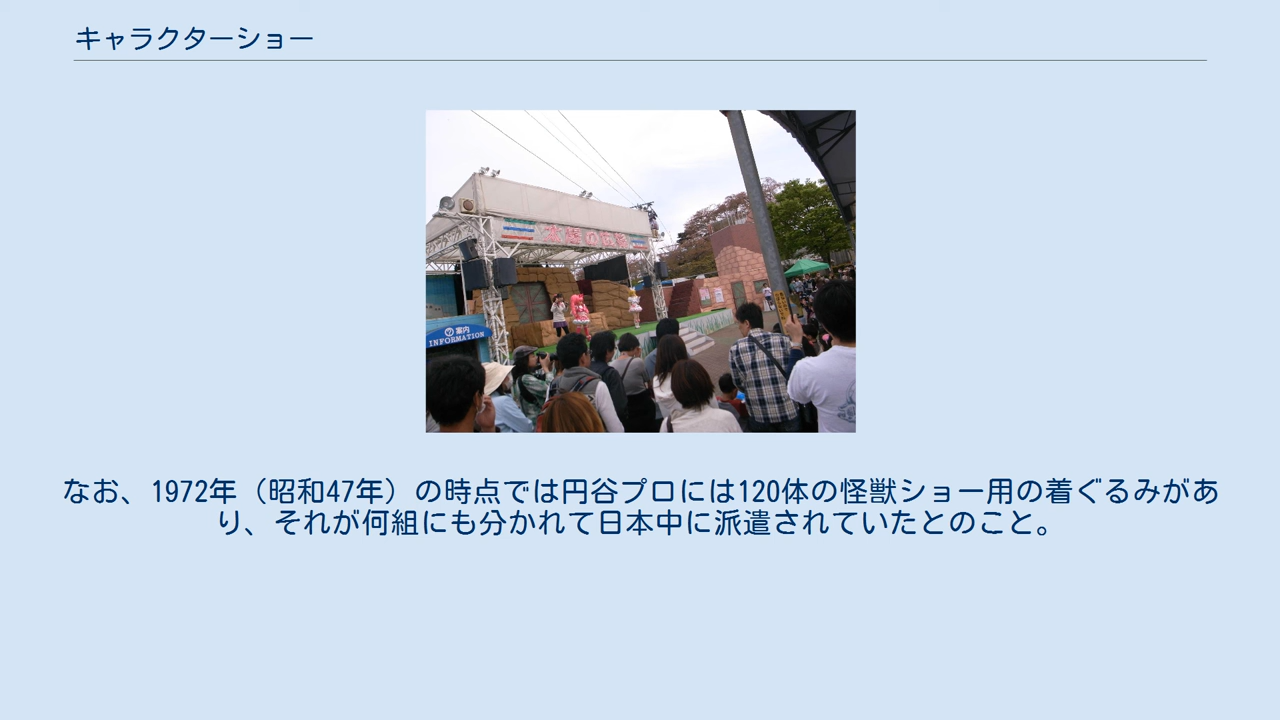 キャラクターショー
案内
INFORMATION
なお、1972年（昭和47年）の時点では円谷プロには120体の怪獣ショー用の着ぐるみがあ
り、それが何組にも分かれて日本中に派遣されていたとのこと。